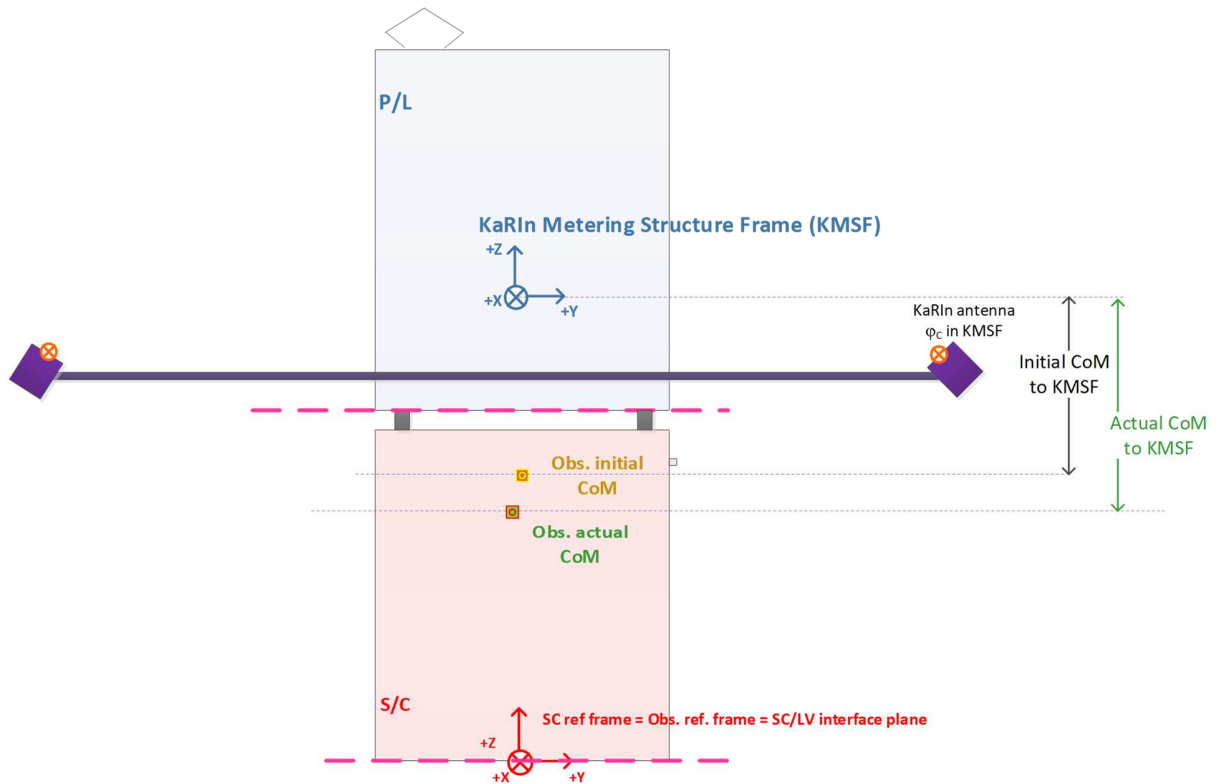 P/L
KaRIn Metering Structure Frame (KMSF)
+Z
+X
+Y
KaRIn antenna
φc in KMSF
Initial CoM
to KMSF
Actual CoM
to KMSF
Obs. initial
CoM
Obs. actual
CoM
S/C
SC ref frame = Obs. ref. frame = SC/LV interface plane
+Z
+X
+Y